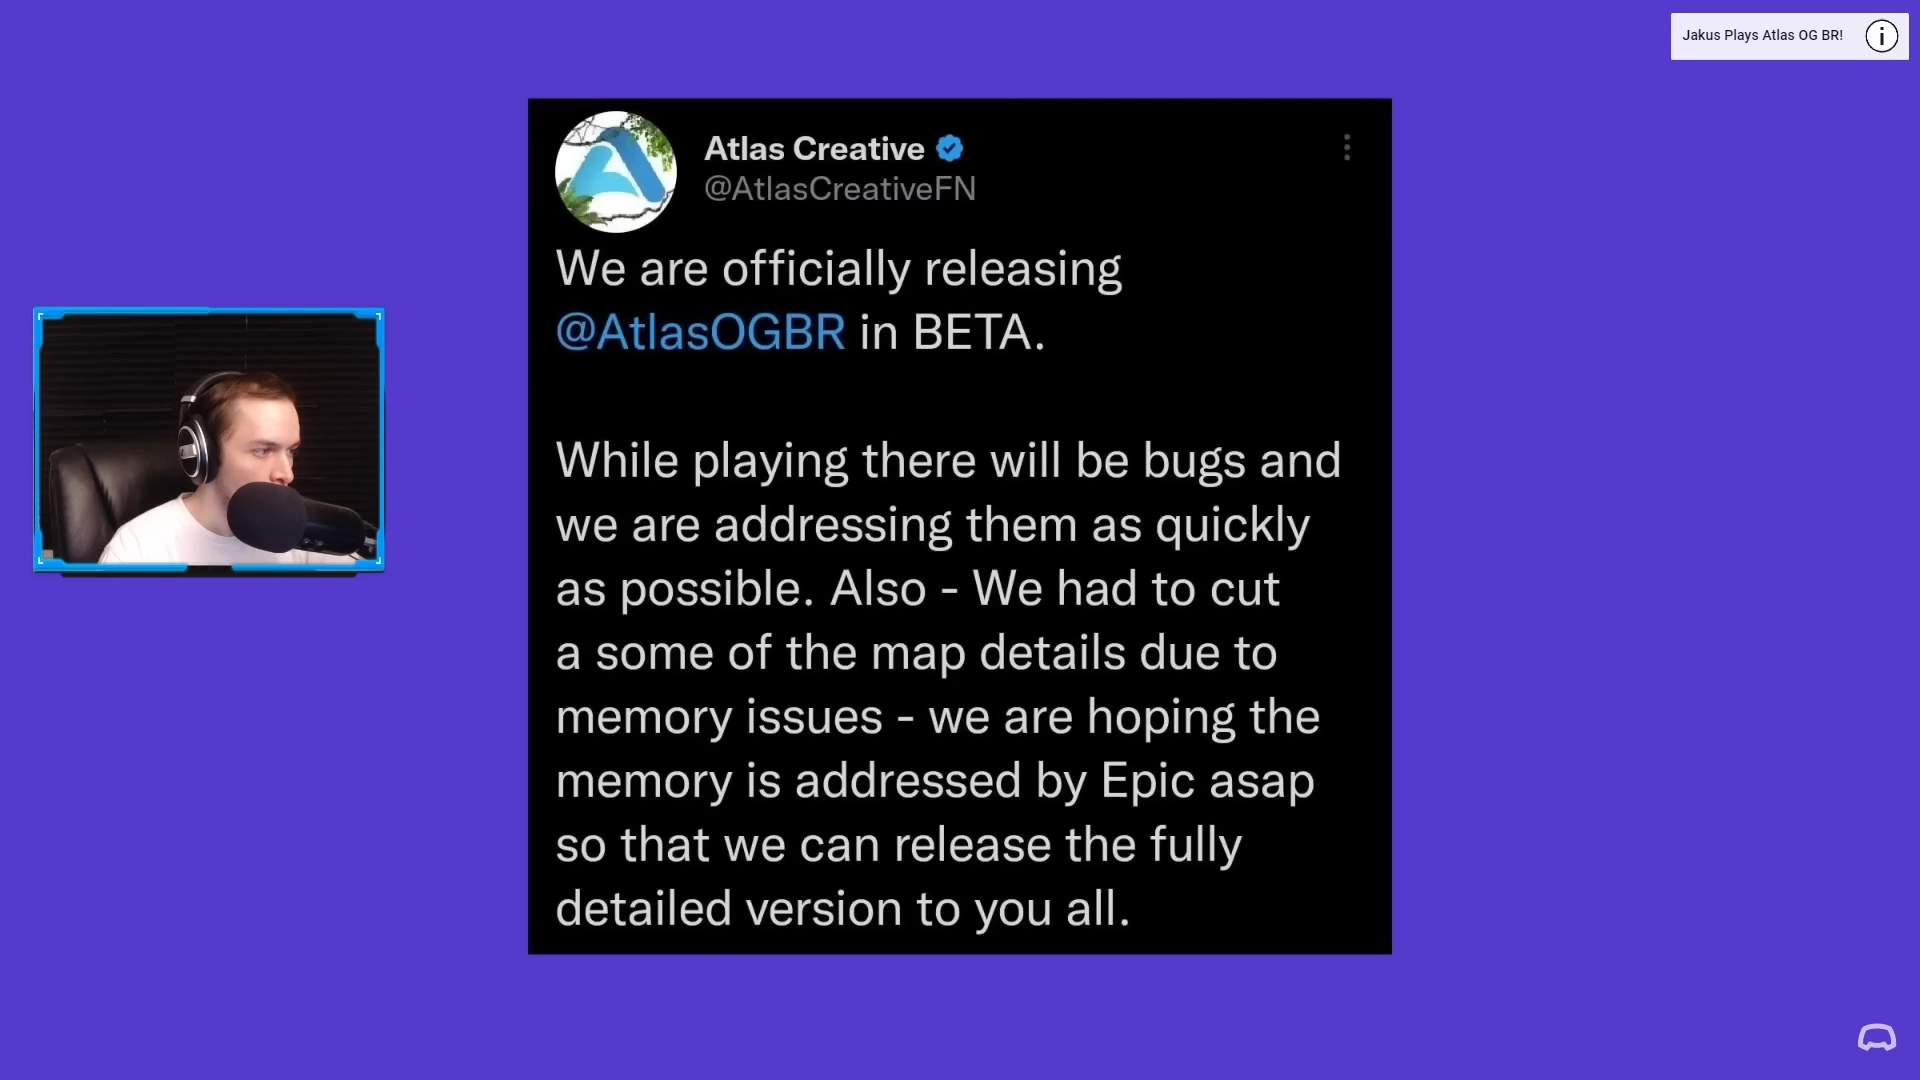 Jakus Plays Atlas OG BR!
Atlas Creative
@AtlasCreativeFN
We are officially releasing
@AtlasOGBR in BETA.
While playing there will be bugs and
we are addressing them as quickly
as possible. Also - We had to cut
a some of the map details due to
memory issues - we are hoping the
memory is addressed by Epic asap
so that we can release the fully
detailed version to you all.